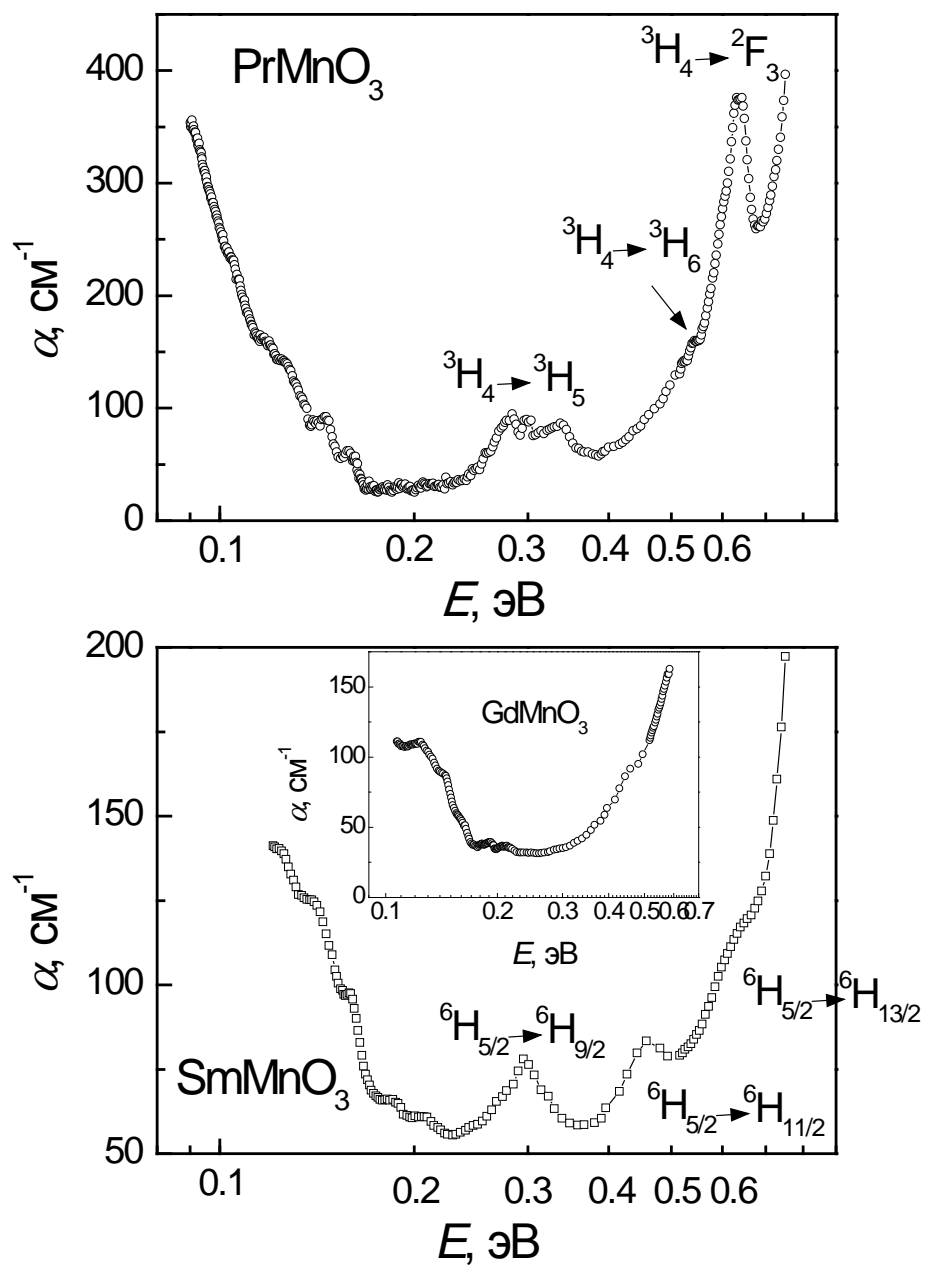 ³H₄→²F₃
400
PrMnO₃
300
³H₄→³H₆
α, см⁻¹
200
³H₄→³H₅
100
0
0.1 0.2 0.3 0.4 0.5 0.6
E, эВ
200
150
GdMnO₃
100
α, см⁻¹
50
0
0.1 0.2 0.3 0.4 0.5 0.6 0.7
E, эВ
150
α, см⁻¹
100
⁶H₅/₂→⁶H₁₃/₂
⁶H₅/₂→⁶H₉/₂
SmMnO₃
⁶H₅/₂→⁶H₁₁/₂
50
0.1 0.2 0.3 0.4 0.5 0.6
E, эВ